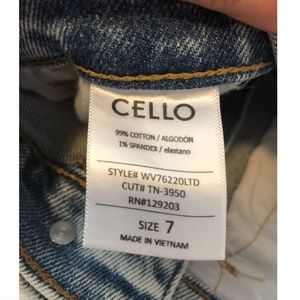 CELLO
99% COTTON / ALGODÓN
1% SPANDEX / elastano
STYLE# WV76220LTD
CUT# TN-3950
RN#129203
SIZE 7
MADE IN VIETNAM